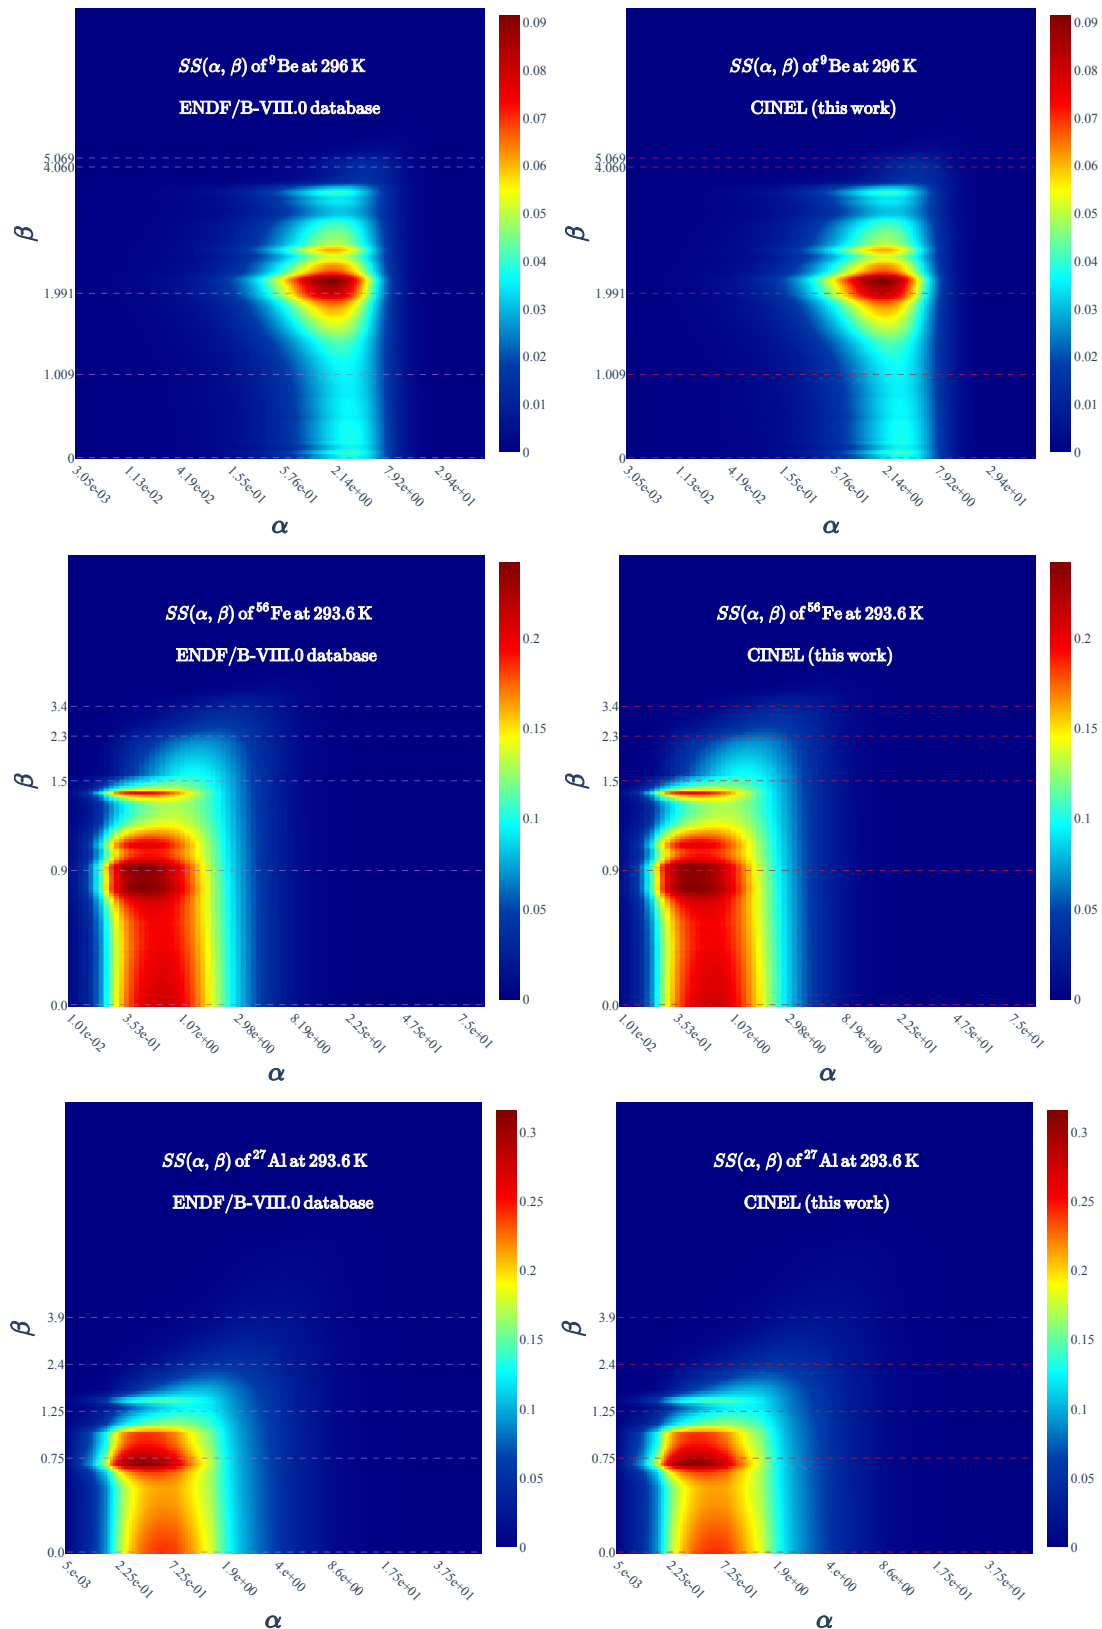 SS(α, β) of ⁹Be at 296 K
ENDF/B-VIII.0 database
β
5.069
4.060
1.991
1.009
0
3.05e-03
1.13e-02
4.19e-02
1.55e-01
5.76e-01
2.14e+00
7.92e+00
2.94e+01
α
0.09
0.08
0.07
0.06
0.05
0.04
0.03
0.02
0.01
0
SS(α, β) of ⁹Be at 296 K
CINEL (this work)
β
5.069
4.060
1.991
1.009
0
3.05e-03
1.13e-02
4.19e-02
1.55e-01
5.76e-01
2.14e+00
7.92e+00
2.94e+01
α
0.09
0.08
0.07
0.06
0.05
0.04
0.03
0.02
0.01
0
SS(α, β) of ⁵⁶Fe at 293.6 K
ENDF/B-VIII.0 database
β
3.4
2.3
1.5
0.9
0.0
1.01e-02
3.53e-01
1.07e+00
2.98e+00
8.19e+00
2.25e+01
4.75e+01
7.5e+01
α
0.2
0.15
0.1
0.05
0
SS(α, β) of ⁵⁶Fe at 293.6 K
CINEL (this work)
β
3.4
2.3
1.5
0.9
0.0
1.01e-02
3.53e-01
1.07e+00
2.98e+00
8.19e+00
2.25e+01
4.75e+01
7.5e+01
α
0.2
0.15
0.1
0.05
0
SS(α, β) of ²⁷Al at 293.6 K
ENDF/B-VIII.0 database
β
3.9
2.4
1.25
0.75
0.0
5.e-03
2.25e-01
7.25e-01
1.9e+00
4.e+00
8.6e+00
1.75e+01
3.75e+01
α
0.3
0.25
0.2
0.15
0.1
0.05
0
SS(α, β) of ²⁷Al at 293.6 K
CINEL (this work)
β
3.9
2.4
1.25
0.75
0.0
5.e-03
2.25e-01
7.25e-01
1.9e+00
4.e+00
8.6e+00
1.75e+01
3.75e+01
α
0.3
0.25
0.2
0.15
0.1
0.05
0